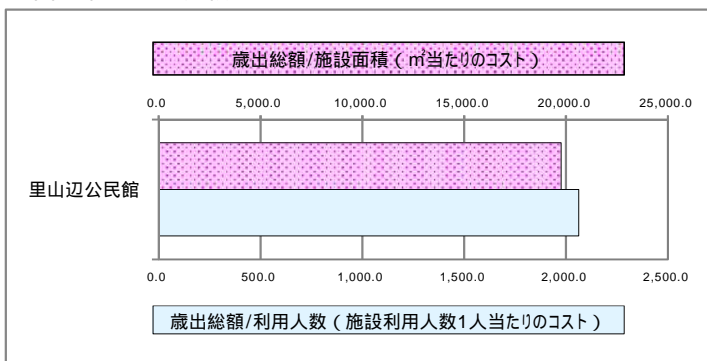 歳出総額/施設面積(㎡当たりのコスト)
0.0 5,000.0 10,000.0 15,000.0 20,000.0 25,000.0
里山辺公民館
0.0 500.0 1,000.0 1,500.0 2,000.0 2,500.0
歳出総額/利用人数(施設利用人数1人当たりのコスト)